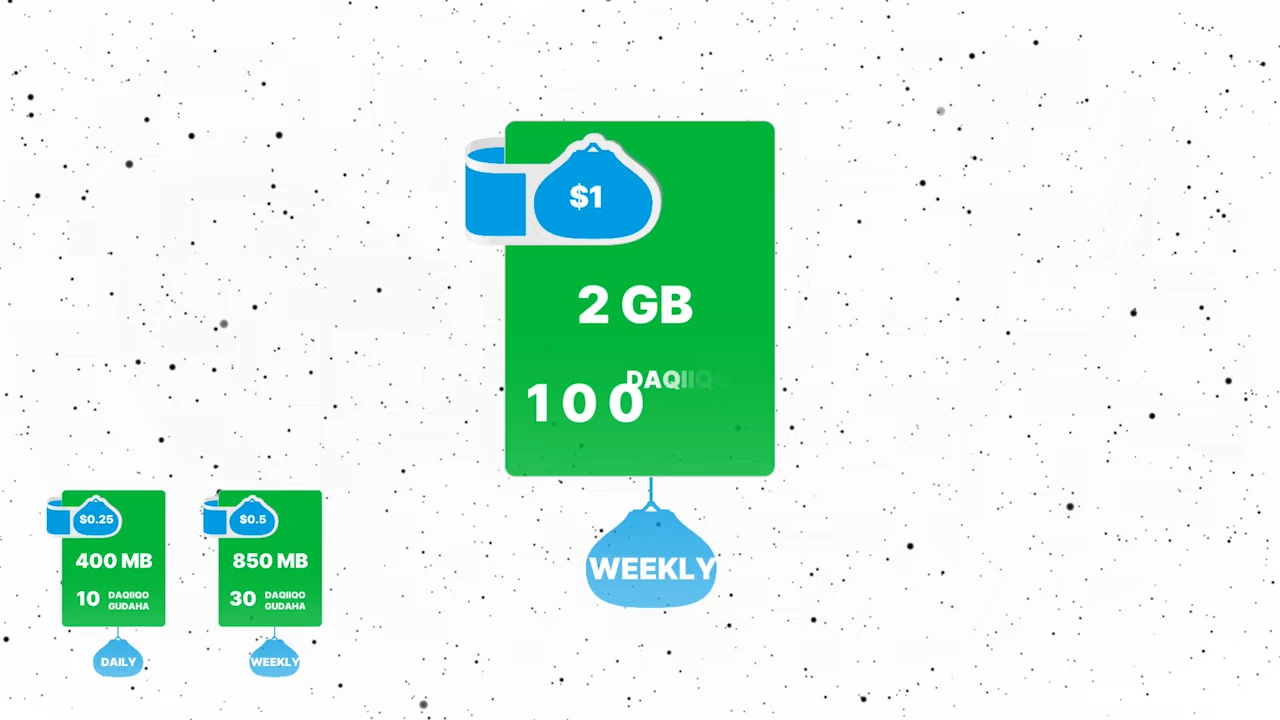 $1
2 GB
DAQIIQO
100
WEEKLY
$0.25
400 MB
10 DAQIIQO
GUDAHA
DAILY
$0.5
850 MB
30 DAQIIQO
GUDAHA
WEEKLY